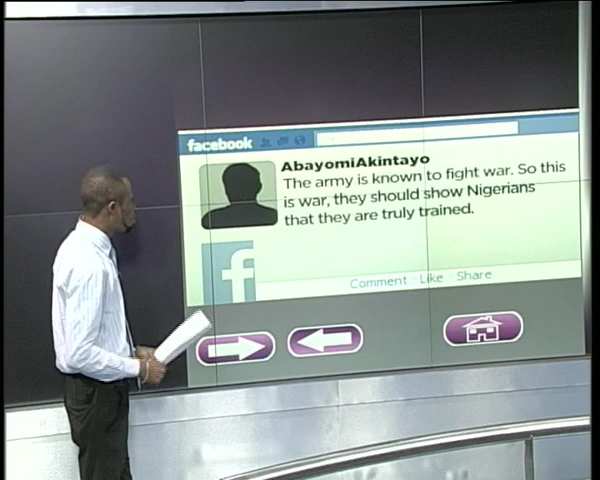 facebook
AbayomiAkintayo
The army is known to fight war. So this
is war, they should show Nigerians
that they are truly trained.
f
Comment · Like · Share